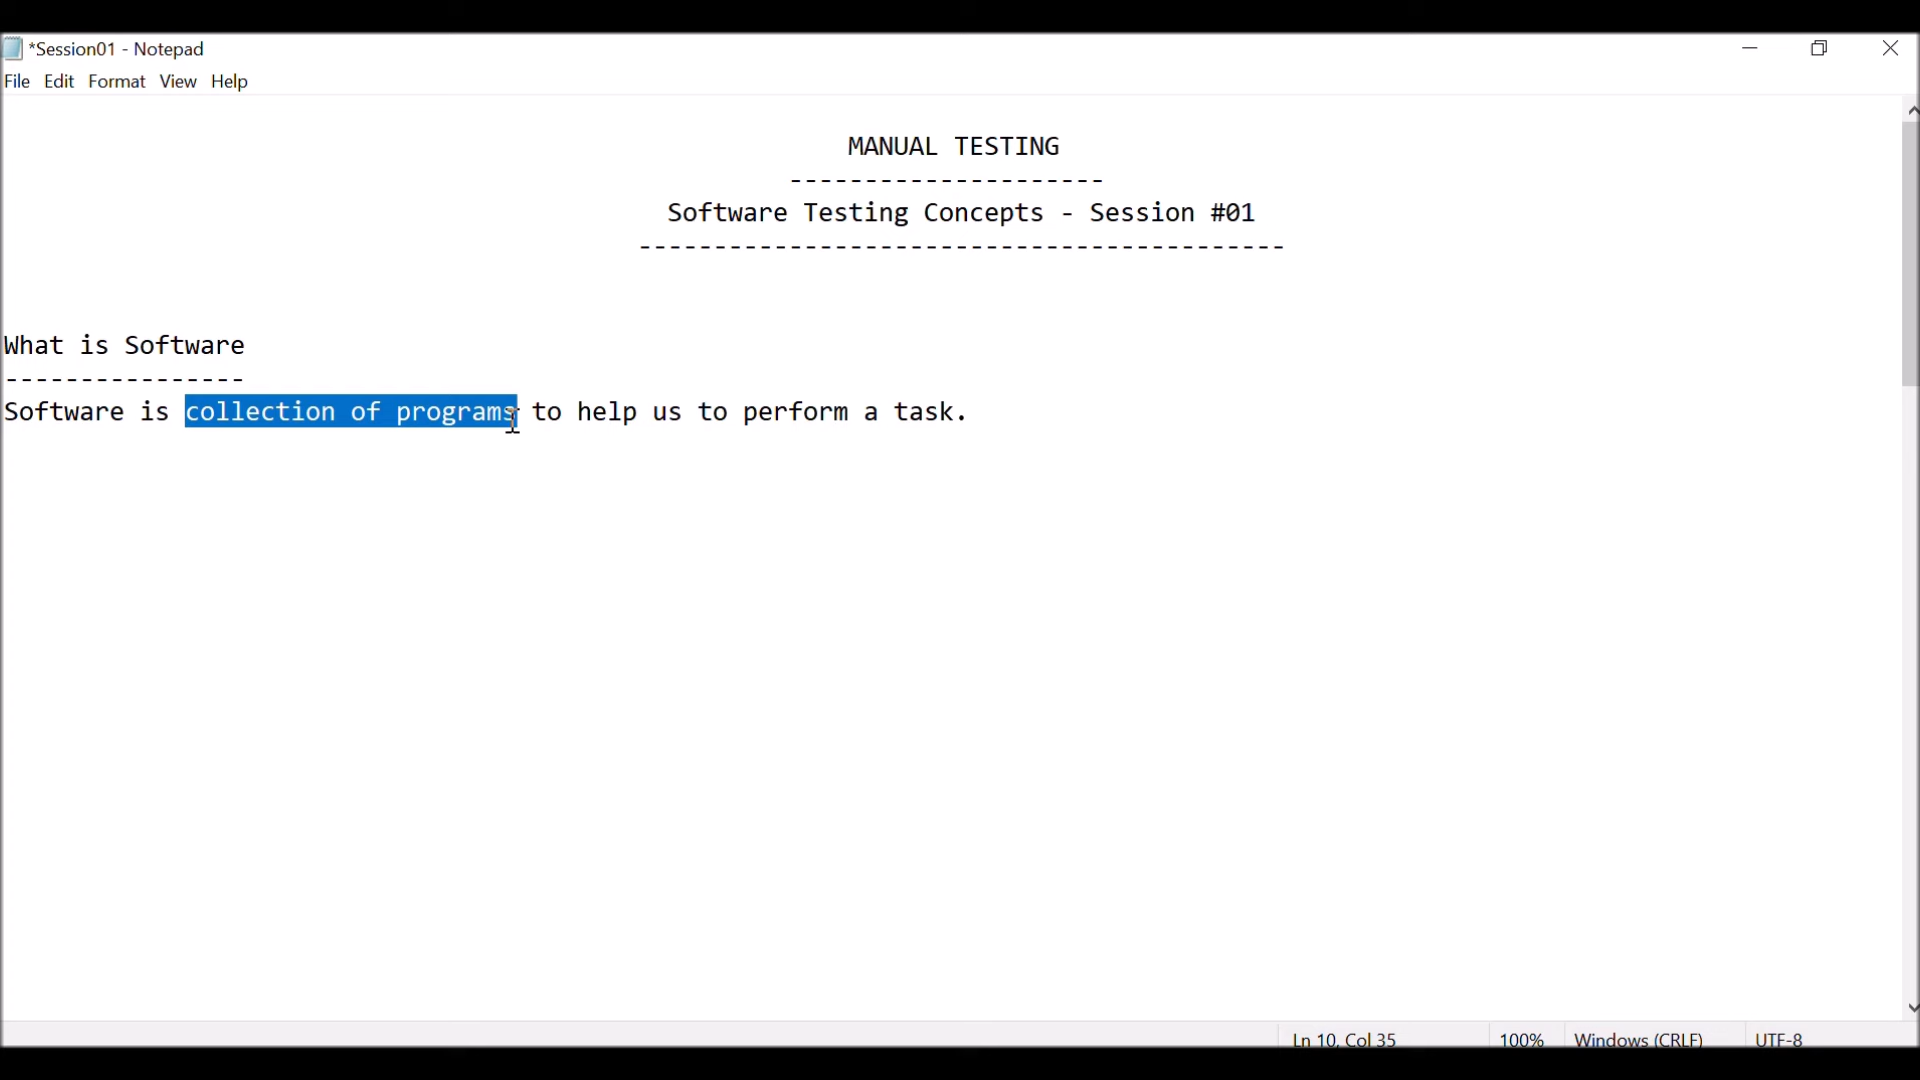 *Session01 - Notepad
File Edit Format View Help
MANUAL TESTING
---------------------
Software Testing Concepts - Session #01
-------------------------------------------
What is Software
----------------
Software is collection of programs to help us to perform a task.
Ln 10, Col 35 100% Windows (CRLF) UTF-8